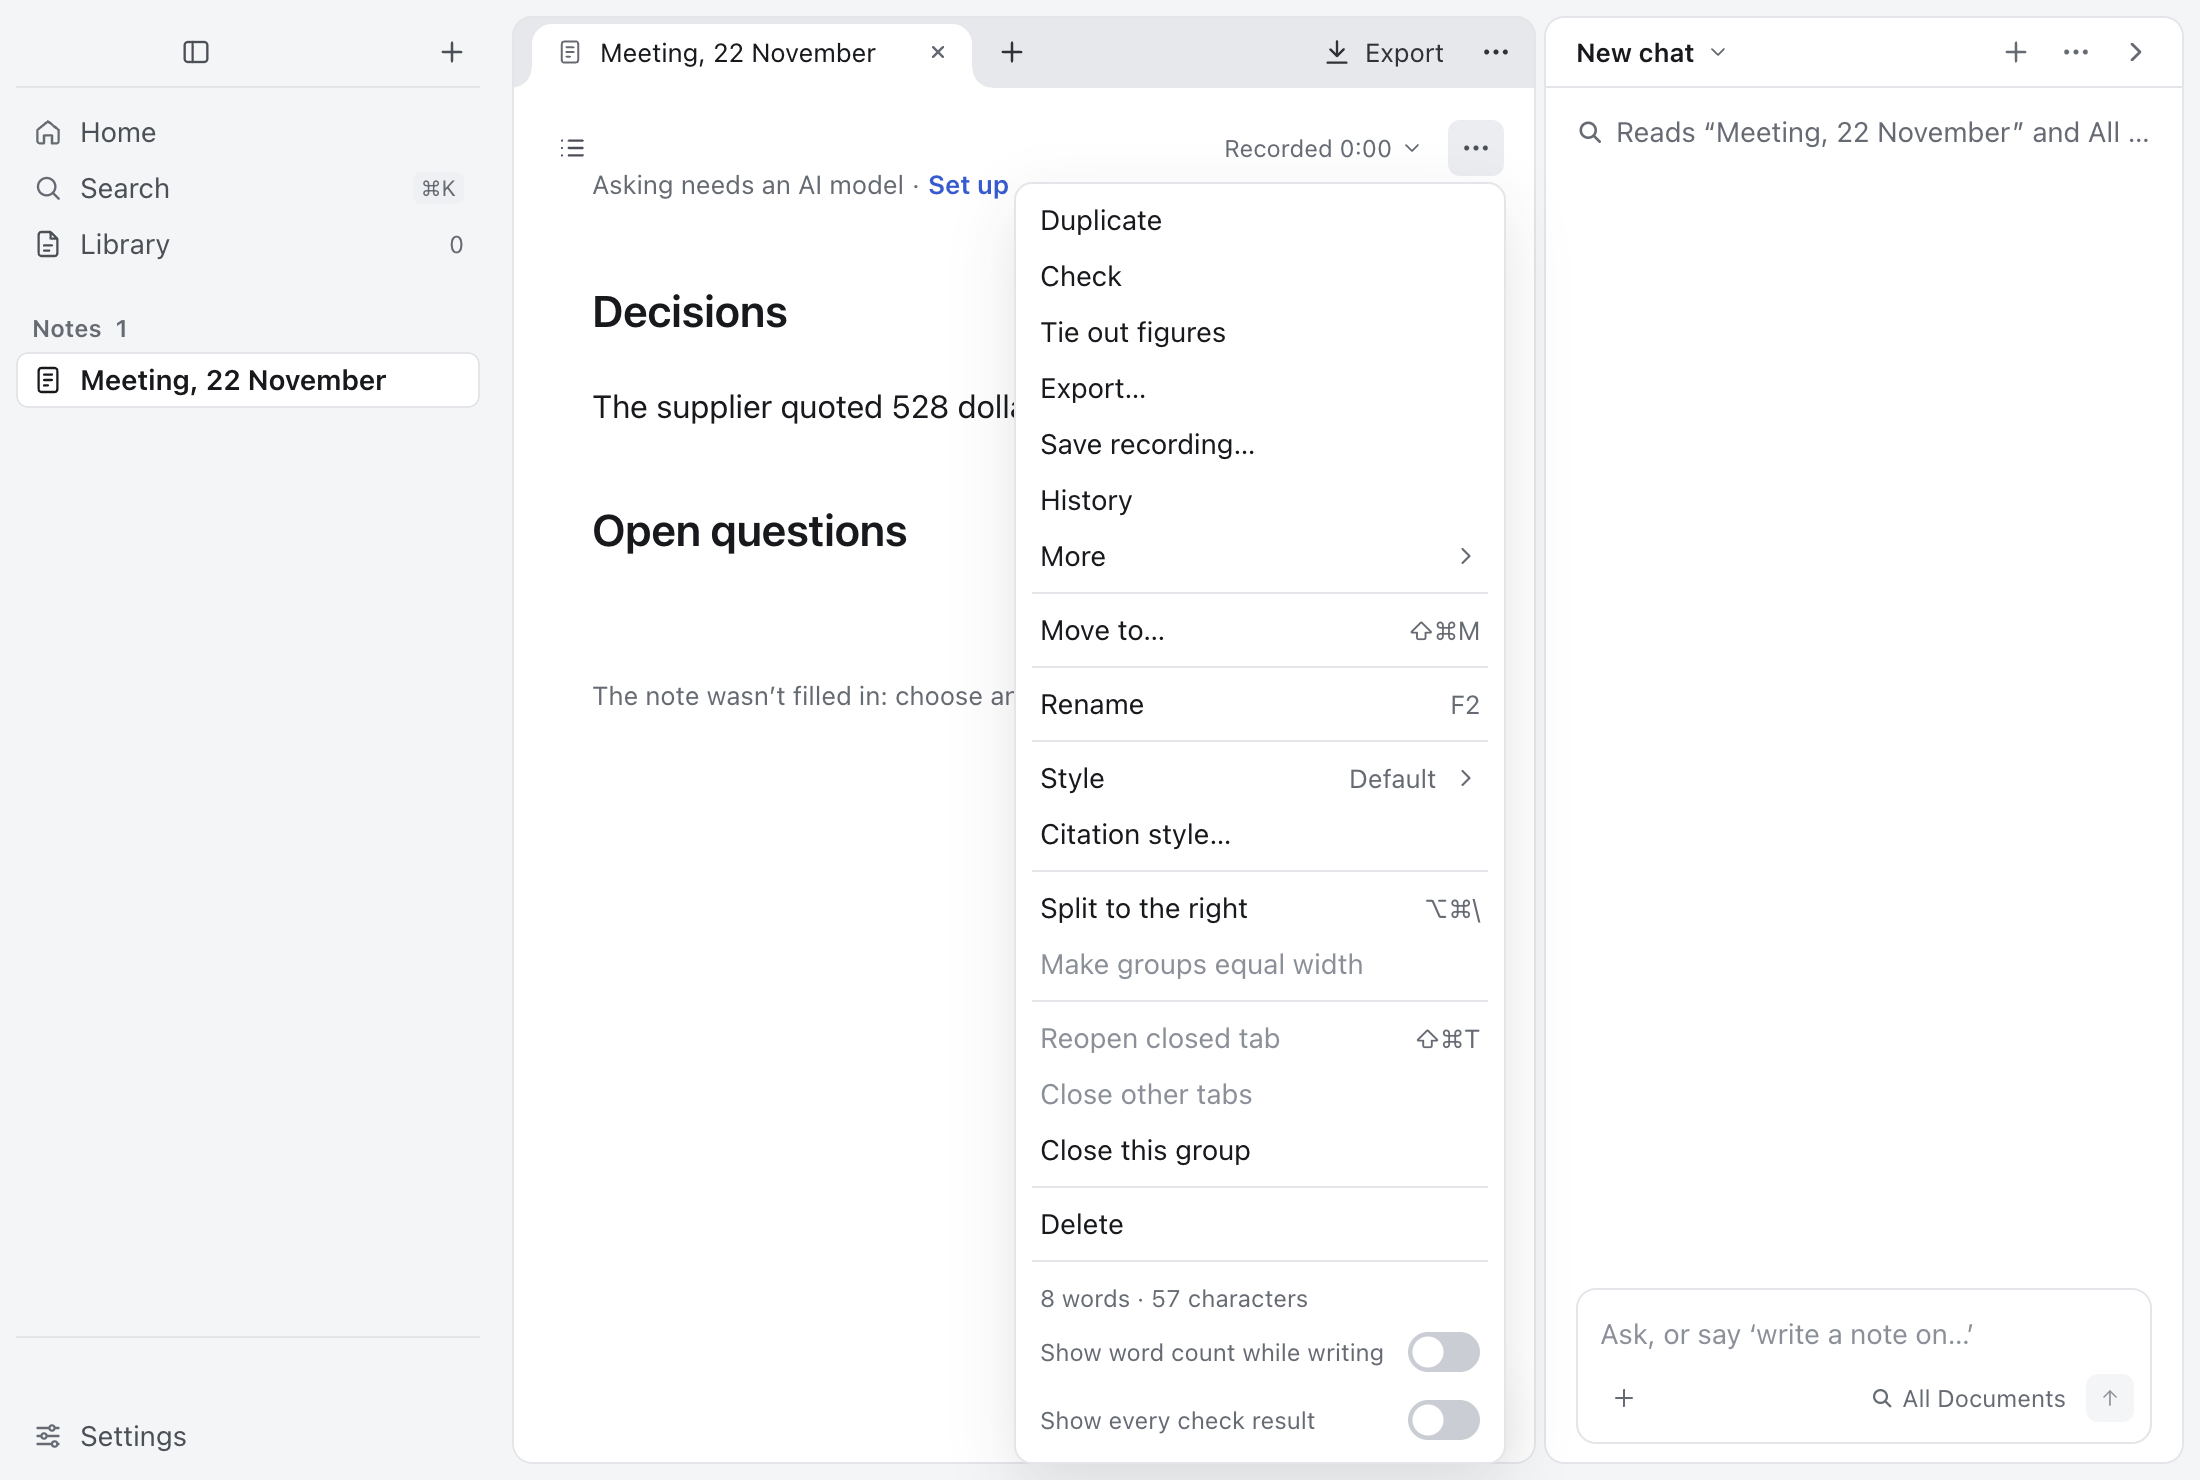 Meeting, 22 November
Export
New chat
Home
Search ⌘K
Library 0
Notes 1
Meeting, 22 November
Settings
Recorded 0:00
Asking needs an AI model · Set up
Decisions
The supplier quoted 528
Open questions
The note wasn’t filled in: choose
Duplicate
Check
Tie out figures
Export…
Save recording…
History
More
Move to… ⇧⌘M
Rename F2
Style Default
Citation style…
Split to the right ⌥⌘\
Make groups equal width
Reopen closed tab ⇧⌘T
Close other tabs
Close this group
Delete
8 words · 57 characters
Show word count while writing
Show every check result
Reads “Meeting, 22 November” and All …
Ask, or say ‘write a note on…’
All Documents